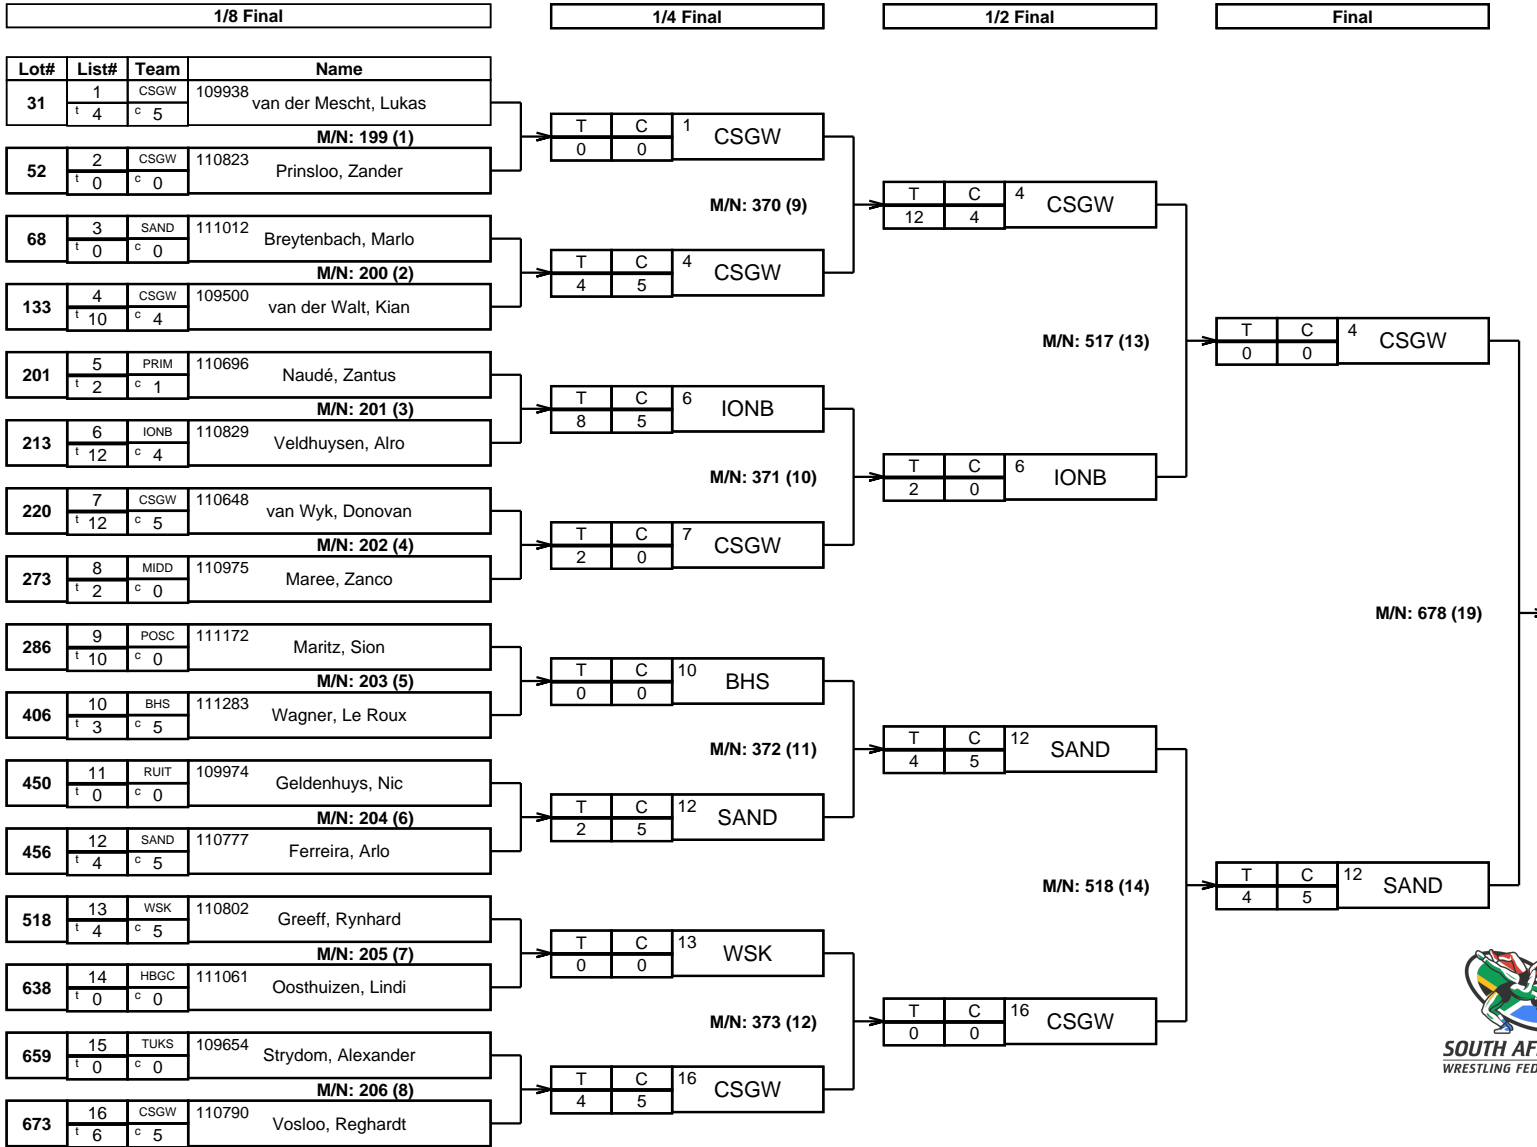 1/8 Final
1/4 Final
1/2 Final
Final
Lot# List# Team Name
31 1 CSGW 109938 van der Mescht, Lukas
t 4 c 5
M/N: 199 (1)
52 2 CSGW 110823 Prinsloo, Zander
t 0 c 0
68 3 SAND 111012 Breytenbach, Marlo
t 0 c 0
M/N: 200 (2)
133 4 CSGW 109500 van der Walt, Kian
t 10 c 4
201 5 PRIM 110696 Naudé, Zantus
t 2 c 1
M/N: 201 (3)
213 6 IONB 110829 Veldhuysen, Alro
t 12 c 4
220 7 CSGW 110648 van Wyk, Donovan
t 12 c 5
M/N: 202 (4)
273 8 MIDD 110975 Maree, Zanco
t 2 c 0
286 9 POSC 111172 Maritz, Sion
t 10 c 0
M/N: 203 (5)
406 10 BHS 111283 Wagner, Le Roux
t 3 c 5
450 11 RUIT 109974 Geldenhuys, Nic
t 0 c 0
M/N: 204 (6)
456 12 SAND 110777 Ferreira, Arlo
t 4 c 5
518 13 WSK 110802 Greeff, Rynhard
t 4 c 5
M/N: 205 (7)
638 14 HBGC 111061 Oosthuizen, Lindi
t 0 c 0
659 15 TUKS 109654 Strydom, Alexander
t 0 c 0
M/N: 206 (8)
673 16 CSGW 110790 Vosloo, Reghardt
t 6 c 5
T C 1 CSGW
0 0
M/N: 370 (9)
T C 4 CSGW
4 5
T C 6 IONB
8 5
M/N: 371 (10)
T C 7 CSGW
2 0
T C 10 BHS
0 0
M/N: 372 (11)
T C 12 SAND
2 5
T C 13 WSK
0 0
M/N: 373 (12)
T C 16 CSGW
4 5
T C 4 CSGW
12 4
M/N: 517 (13)
T C 6 IONB
2 0
T C 12 SAND
4 5
M/N: 518 (14)
T C 16 CSGW
0 0
T C 4 CSGW
0 0
M/N: 678 (19)
T C 12 SAND
4 5
SOUTH AF
WRESTLING FED